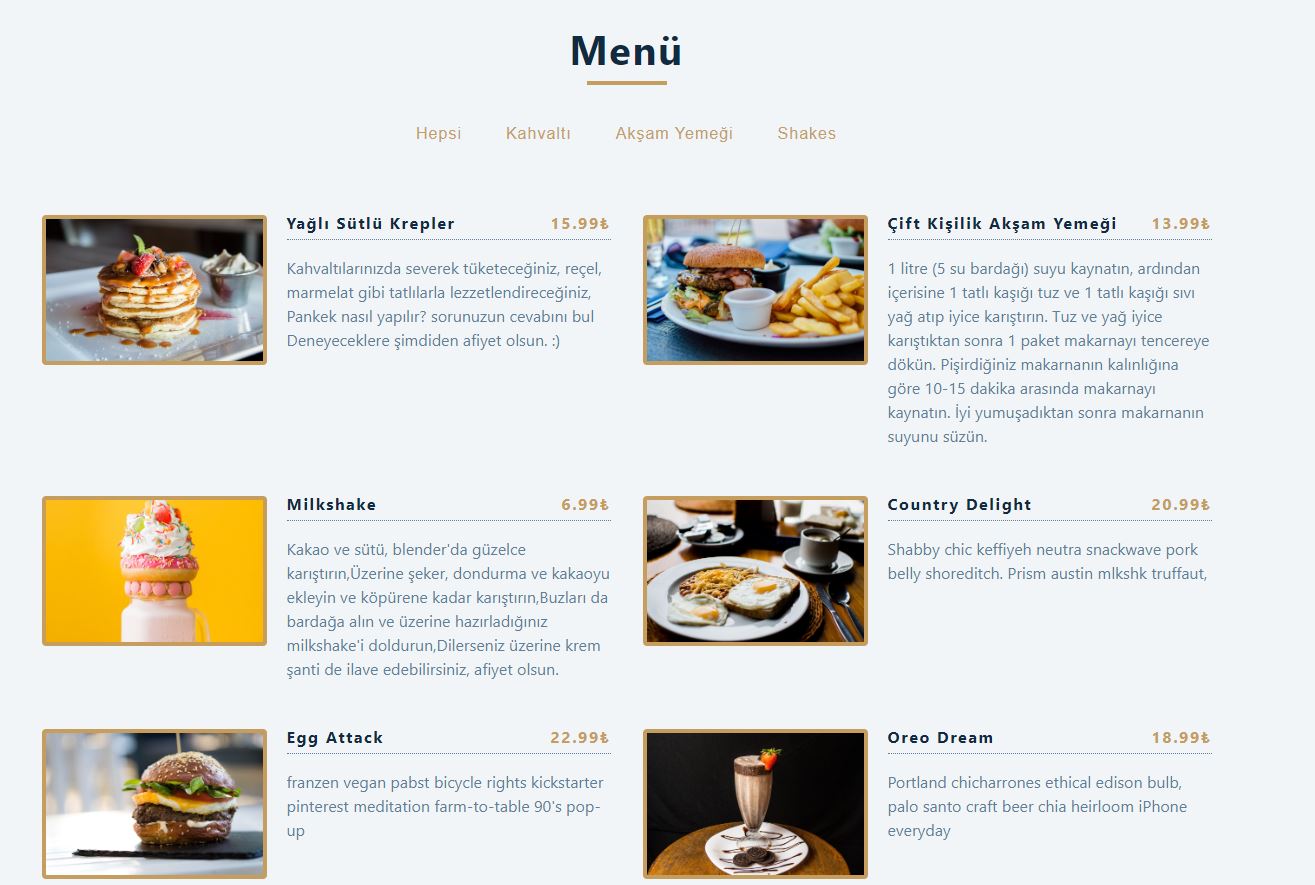 Menü
Hepsi Kahvaltı Akşam Yemeği Shakes
Yağlı Sütlü Krepler 15.99₺
Kahvaltılarınızda severek tüketeceğiniz, reçel,
marmelat gibi tatlılarla lezzetlendireceğiniz,
Pankek nasıl yapılır? sorunuzun cevabını bul
Deneyeceklere şimdiden afiyet olsun. :)
Çift Kişilik Akşam Yemeği 13.99₺
1 litre (5 su bardağı) suyu kaynatın, ardından
içerisine 1 tatlı kaşığı tuz ve 1 tatlı kaşığı sıvı
yağ atıp iyice karıştırın. Tuz ve yağ iyice
karıştıktan sonra 1 paket makarnayı tencereye
dökün. Pişirdiğiniz makarnanın kalınlığına
göre 10-15 dakika arasında makarnayı
kaynatın. İyi yumuşadıktan sonra makarnanın
suyunu süzün.
Milkshake 6.99₺
Kakao ve sütü, blender'da güzelce
karıştırın,Üzerine şeker, dondurma ve kakaoyu
ekleyin ve köpürene kadar karıştırın,Buzları da
bardağa alın ve üzerine hazırladığınız
milkshake'i doldurun,Dilerseniz üzerine krem
şanti de ilave edebilirsiniz, afiyet olsun.
Country Delight 20.99₺
Shabby chic keffiyeh neutra snackwave pork
belly shoreditch. Prism austin mlkshk truffaut,
Egg Attack 22.99₺
franzen vegan pabst bicycle rights kickstarter
pinterest meditation farm-to-table 90's pop-
up
Oreo Dream 18.99₺
Portland chicharrones ethical edison bulb,
palo santo craft beer chia heirloom iPhone
everyday